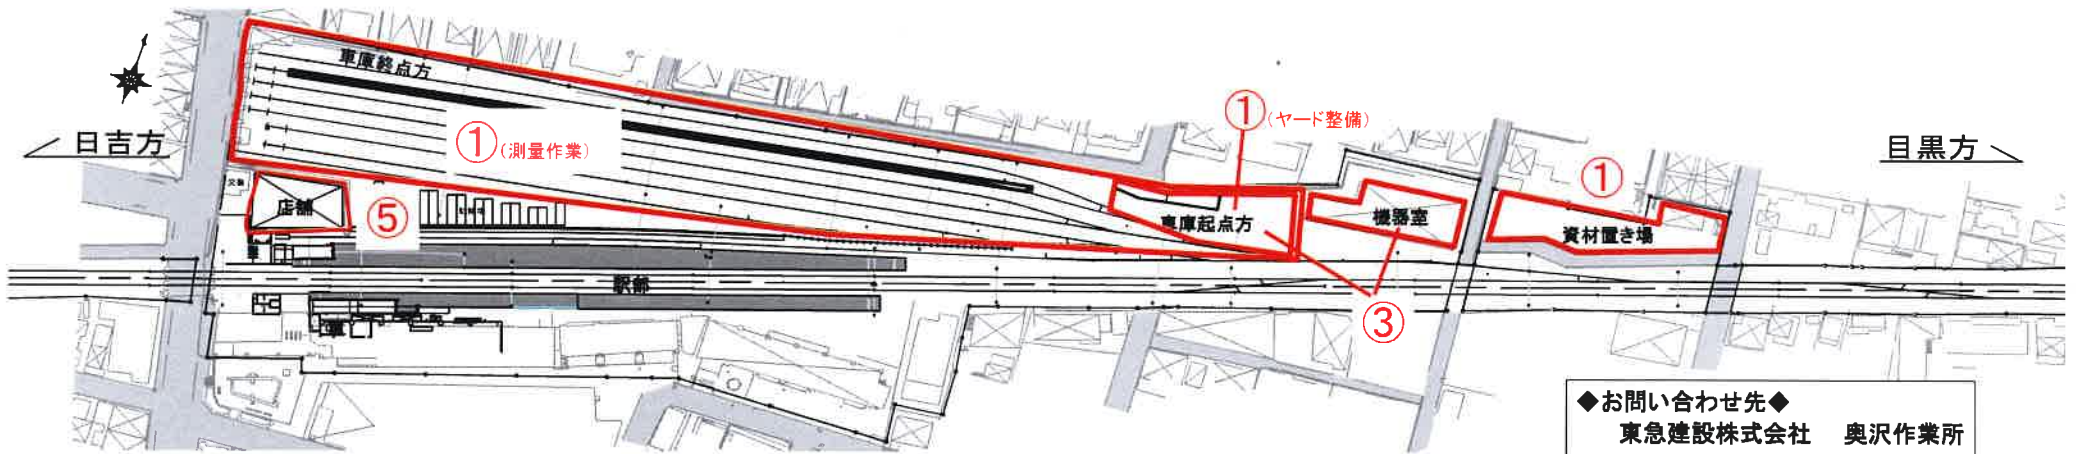 車庫終点方
①(測量作業)
①(ヤード整備)
日吉方
目黒方
①
交番
店舗
⑤
車庫起点方
機器室
資材置き場
駅部
③
◆お問い合わせ先◆
東急建設株式会社 奥沢作業所